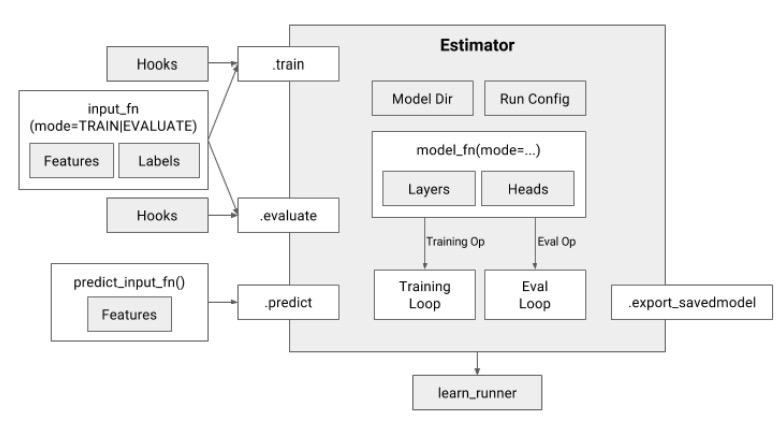 Estimator
Hooks
.train
input_fn
(mode=TRAIN|EVALUATE)
Features
Labels
Model Dir
Run Config
model_fn(mode=...)
Layers
Heads
Hooks
.evaluate
Training Op
Eval Op
predict_input_fn()
Features
.predict
Training
Loop
Eval
Loop
.export_savedmodel
learn_runner